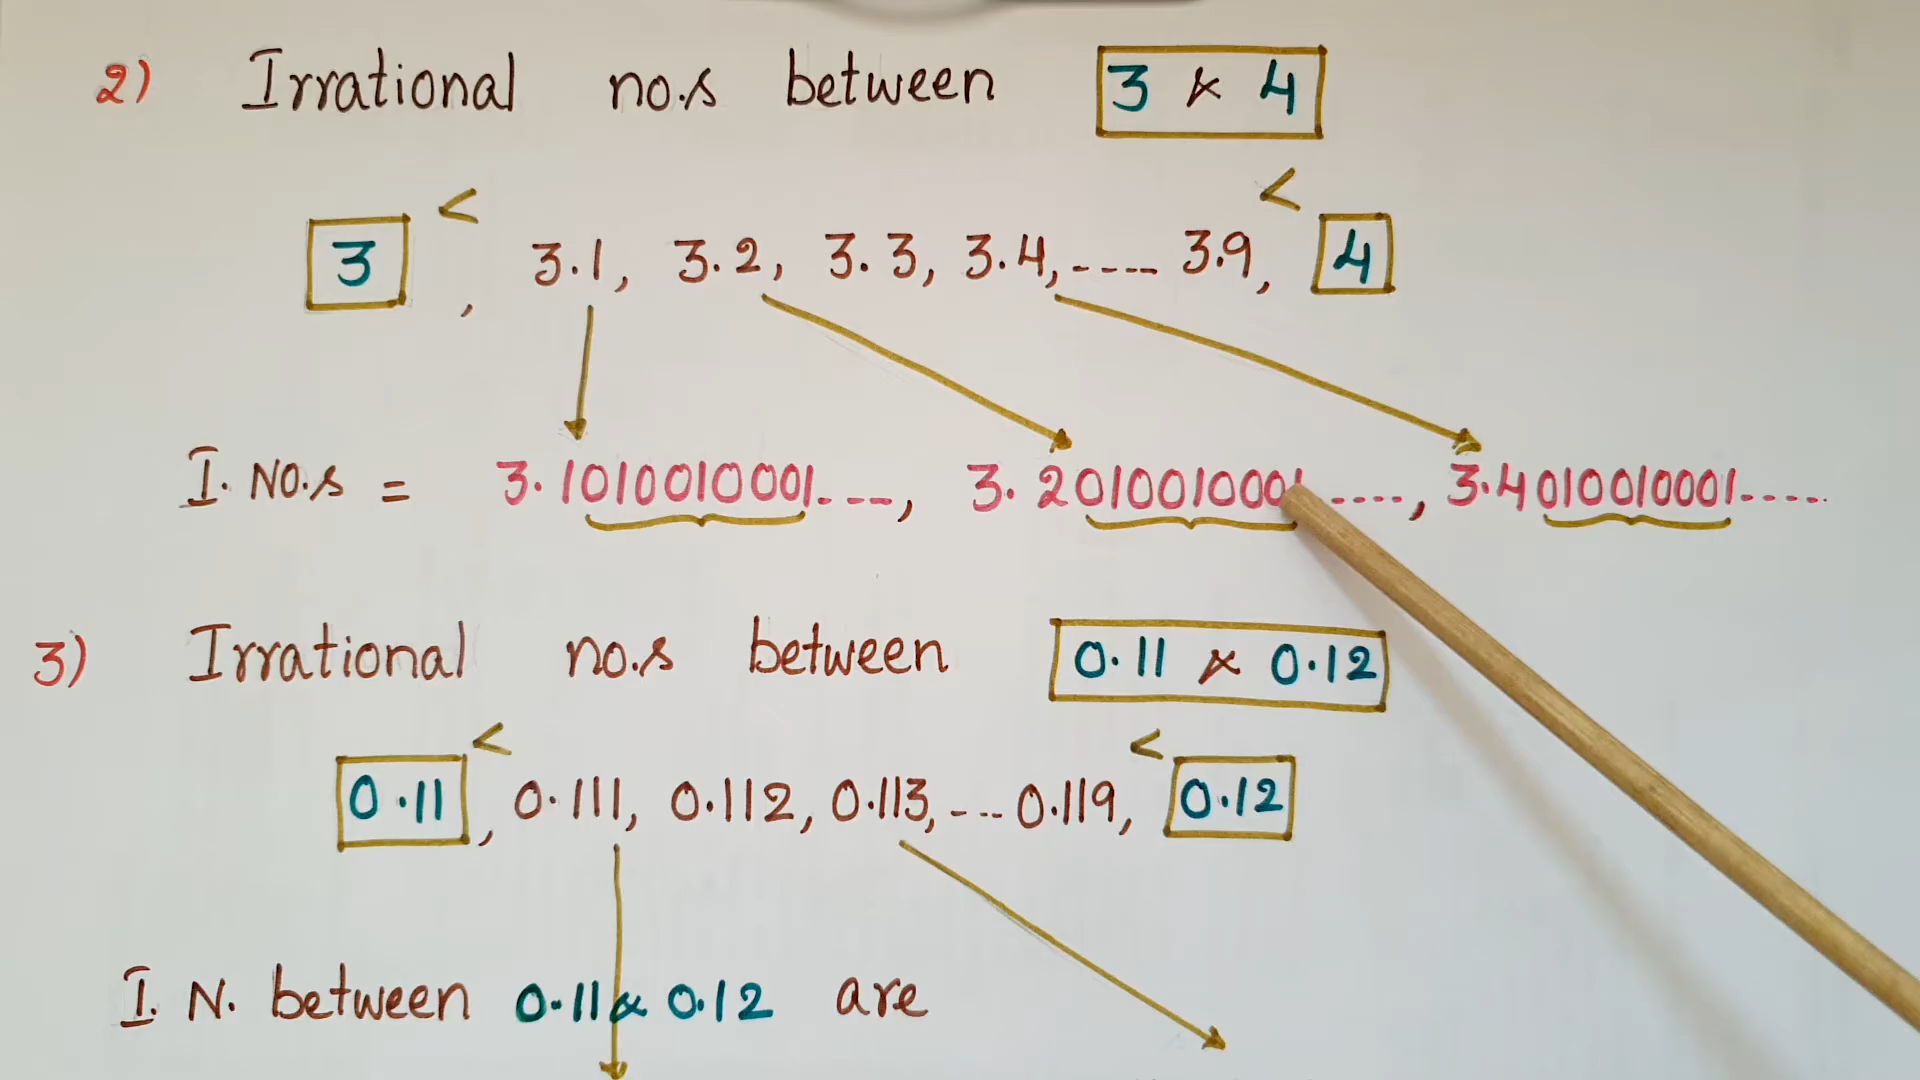 2) Irrational no.s between 3 & 4
3 < , 3.1, 3.2, 3.3, 3.4, ---- 3.9, < 4
I. NO.s = 3.1010010001---, 3.2010010001----, 3.4010010001-----
3) Irrational no.s between 0.11 & 0.12
0.11 < , 0.111, 0.112, 0.113, --- 0.119, < 0.12
I. N. between 0.11 & 0.12 are